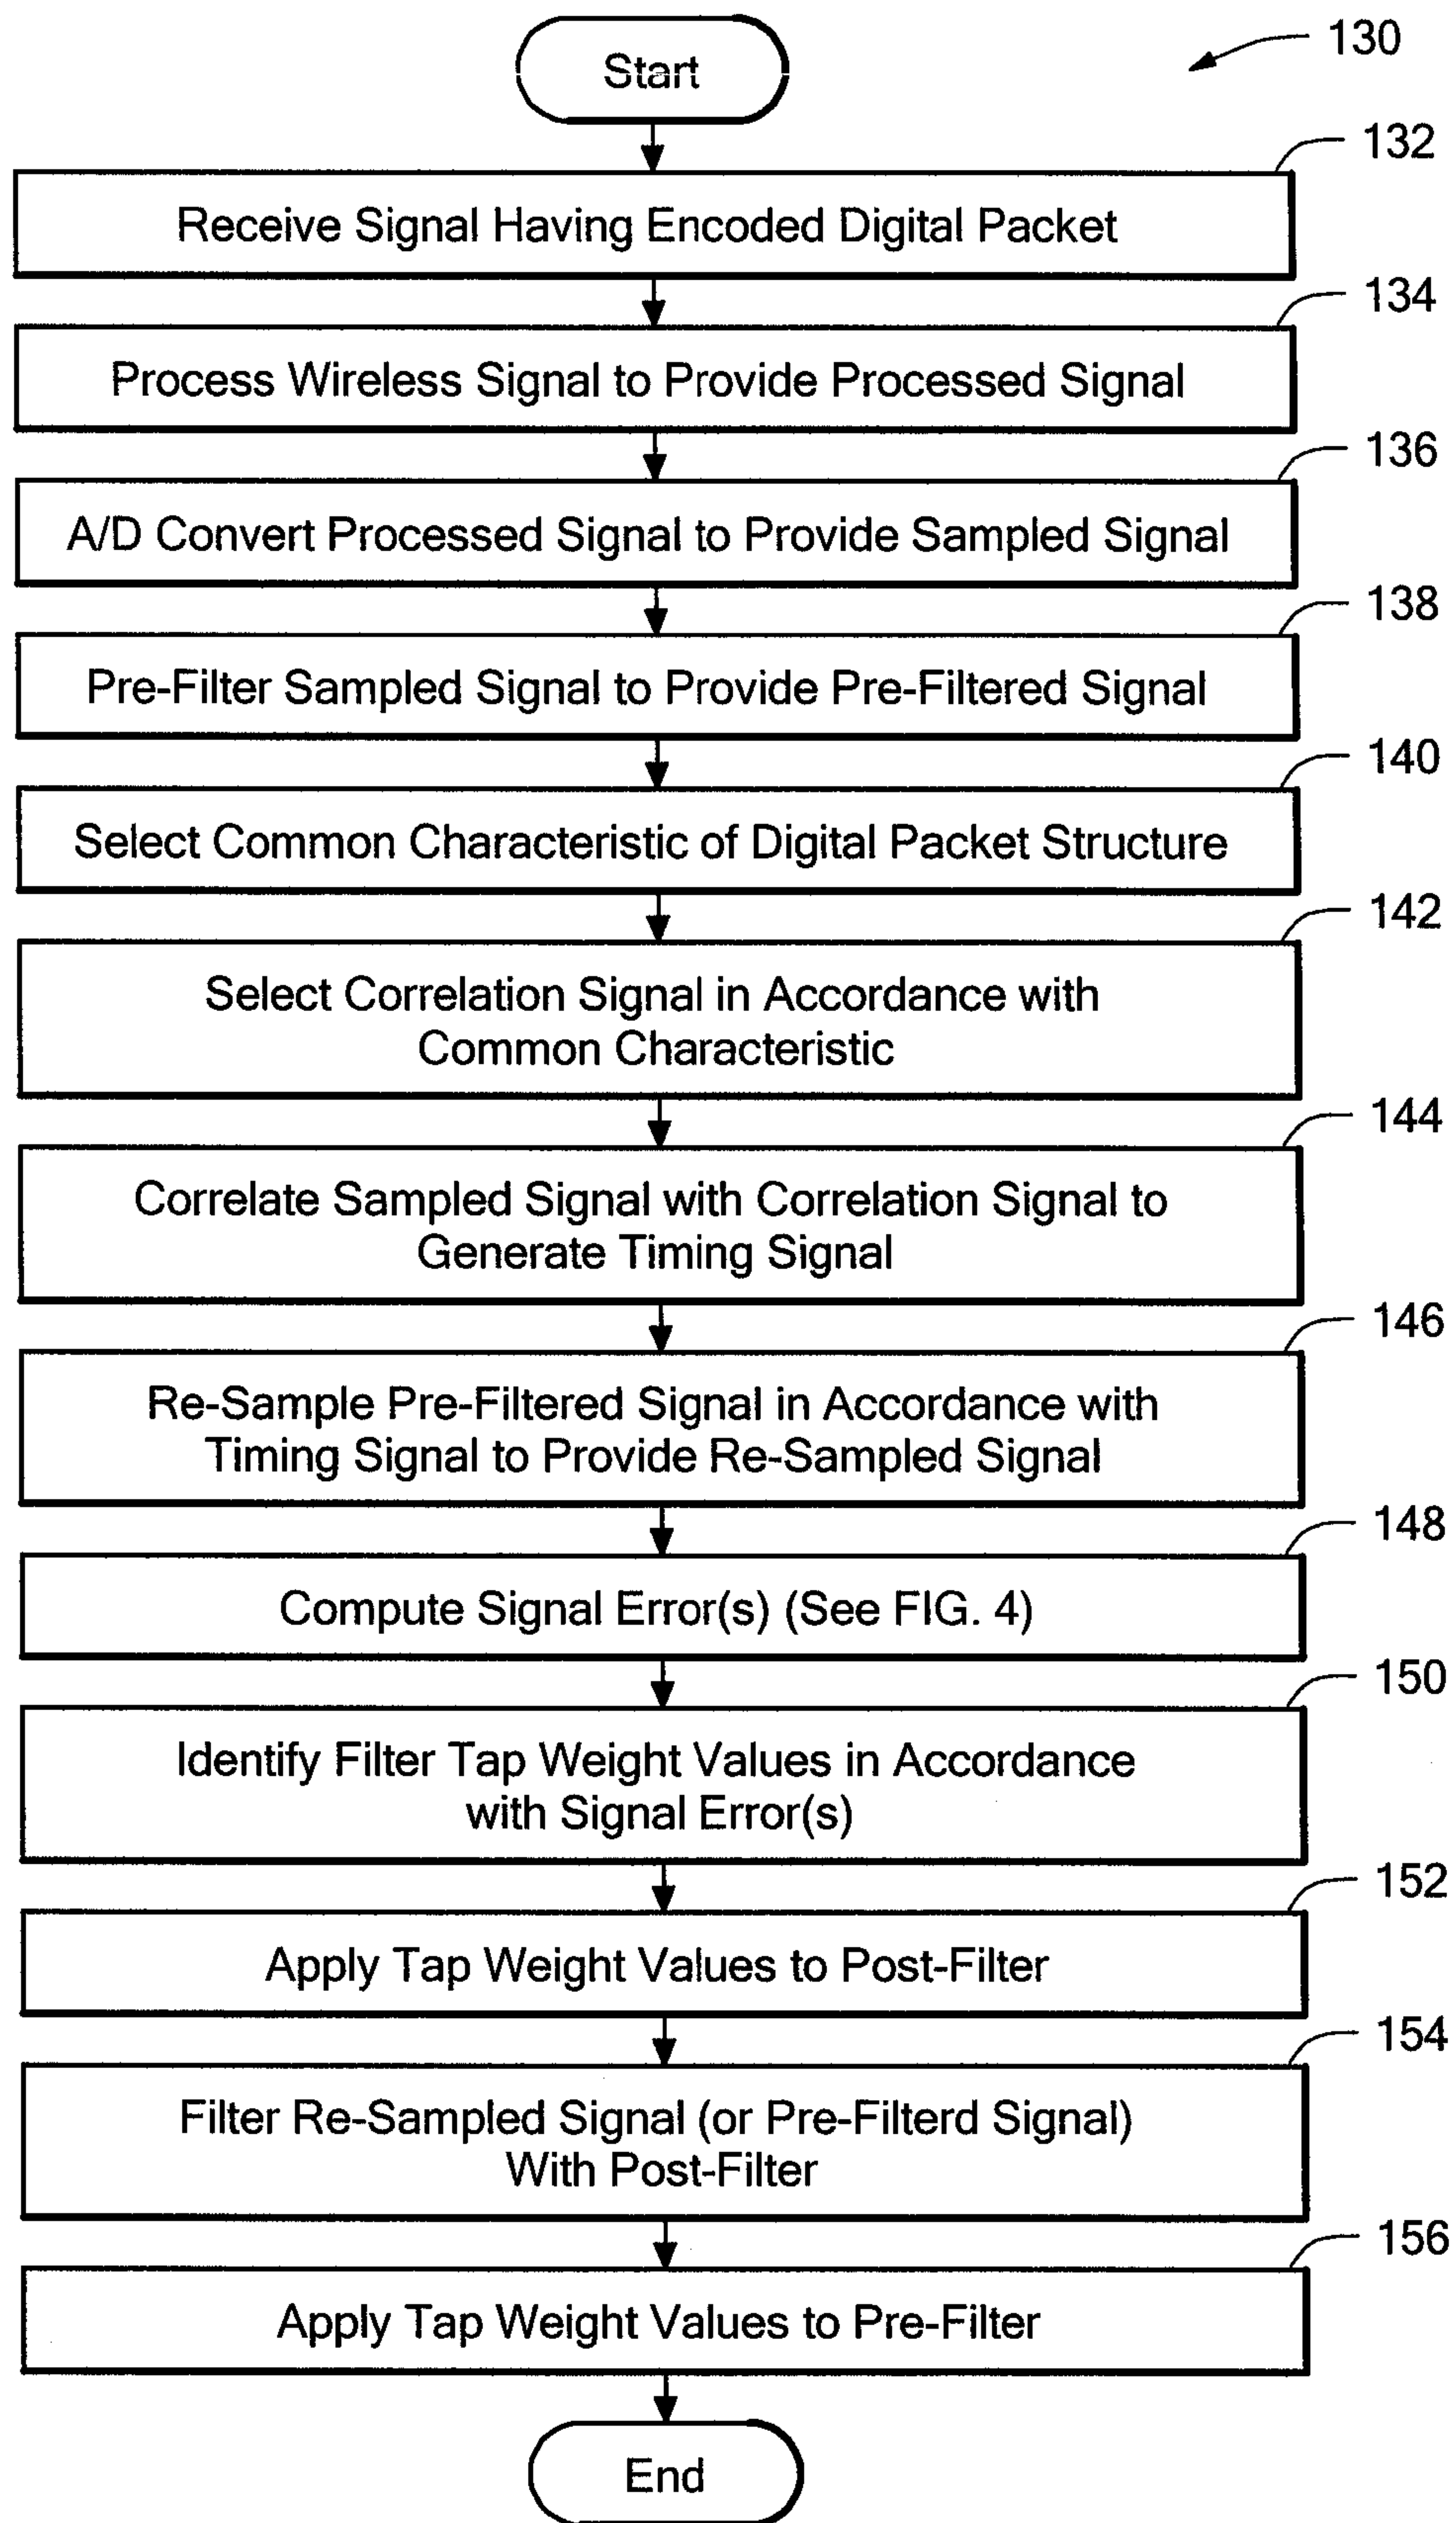 Start
130
132
Receive Signal Having Encoded Digital Packet
134
Process Wireless Signal to Provide Processed Signal
136
A/D Convert Processed Signal to Provide Sampled Signal
138
Pre-Filter Sampled Signal to Provide Pre-Filtered Signal
140
Select Common Characteristic of Digital Packet Structure
142
Select Correlation Signal in Accordance with
Common Characteristic
144
Correlate Sampled Signal with Correlation Signal to
Generate Timing Signal
146
Re-Sample Pre-Filtered Signal in Accordance with
Timing Signal to Provide Re-Sampled Signal
148
Compute Signal Error(s) (See FIG. 4)
150
Identify Filter Tap Weight Values in Accordance
with Signal Error(s)
152
Apply Tap Weight Values to Post-Filter
154
Filter Re-Sampled Signal (or Pre-Filterd Signal)
With Post-Filter
156
Apply Tap Weight Values to Pre-Filter
End